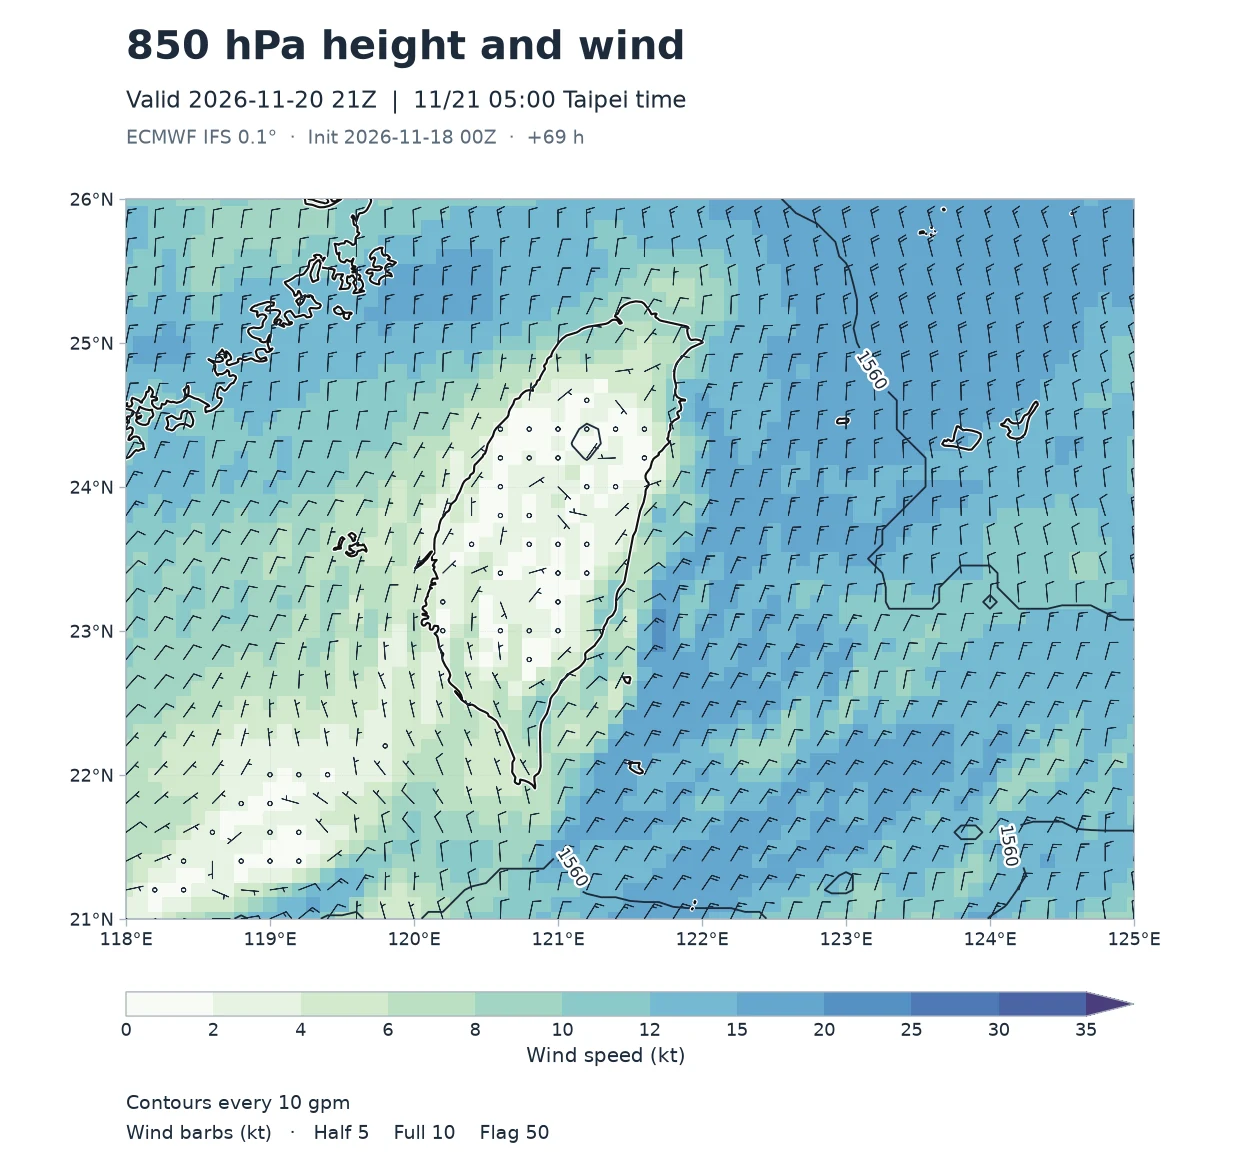 850 hPa height and wind
Valid 2026-11-20 21Z | 11/21 05:00 Taipei time
ECMWF IFS 0.1° · Init 2026-11-18 00Z · +69 h
26°N
25°N
1560
24°N
23°N
22°N
1560
1560
21°N
118°E 119°E 120°E 121°E 122°E 123°E 124°E 125°E
0 2 4 6 8 10 12 15 20 25 30 35
Wind speed (kt)
Contours every 10 gpm
Wind barbs (kt) · Half 5 Full 10 Flag 50